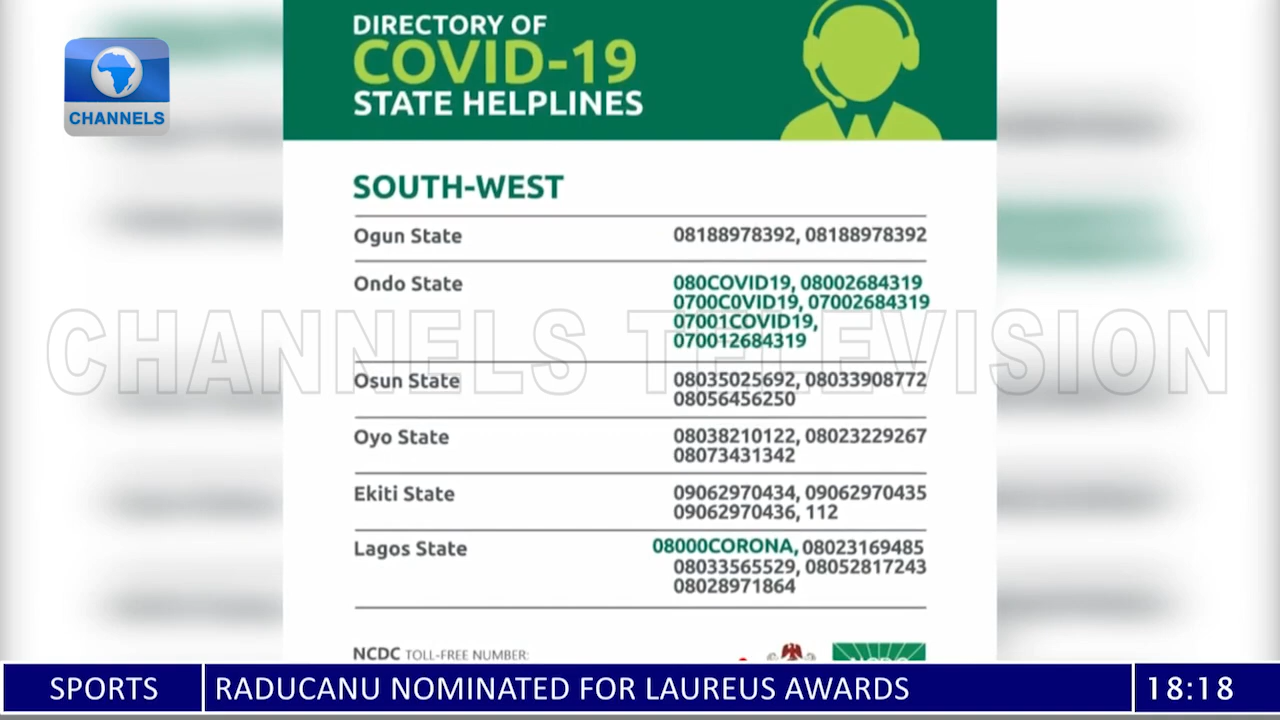 DIRECTORY OF
COVID-19
STATE HELPLINES
CHANNELS
SOUTH-WEST
Ogun State 08188978392, 08188978392
Ondo State 080COVID19, 08002684319
0700C0VID19, 07002684319
07001COVID19,
070012684319
CHANNELS TELEVISION
Osun State 08035025692, 08033908772
08056456250
Oyo State 08038210122, 08023229267
08073431342
Ekiti State 09062970434, 09062970435
09062970436, 112
Lagos State 08000CORONA, 08023169485
08033565529, 08052817243
08028971864
NCDC TOLL-FREE NUMBER:
SPORTS RADUCANU NOMINATED FOR LAUREUS AWARDS 18:18